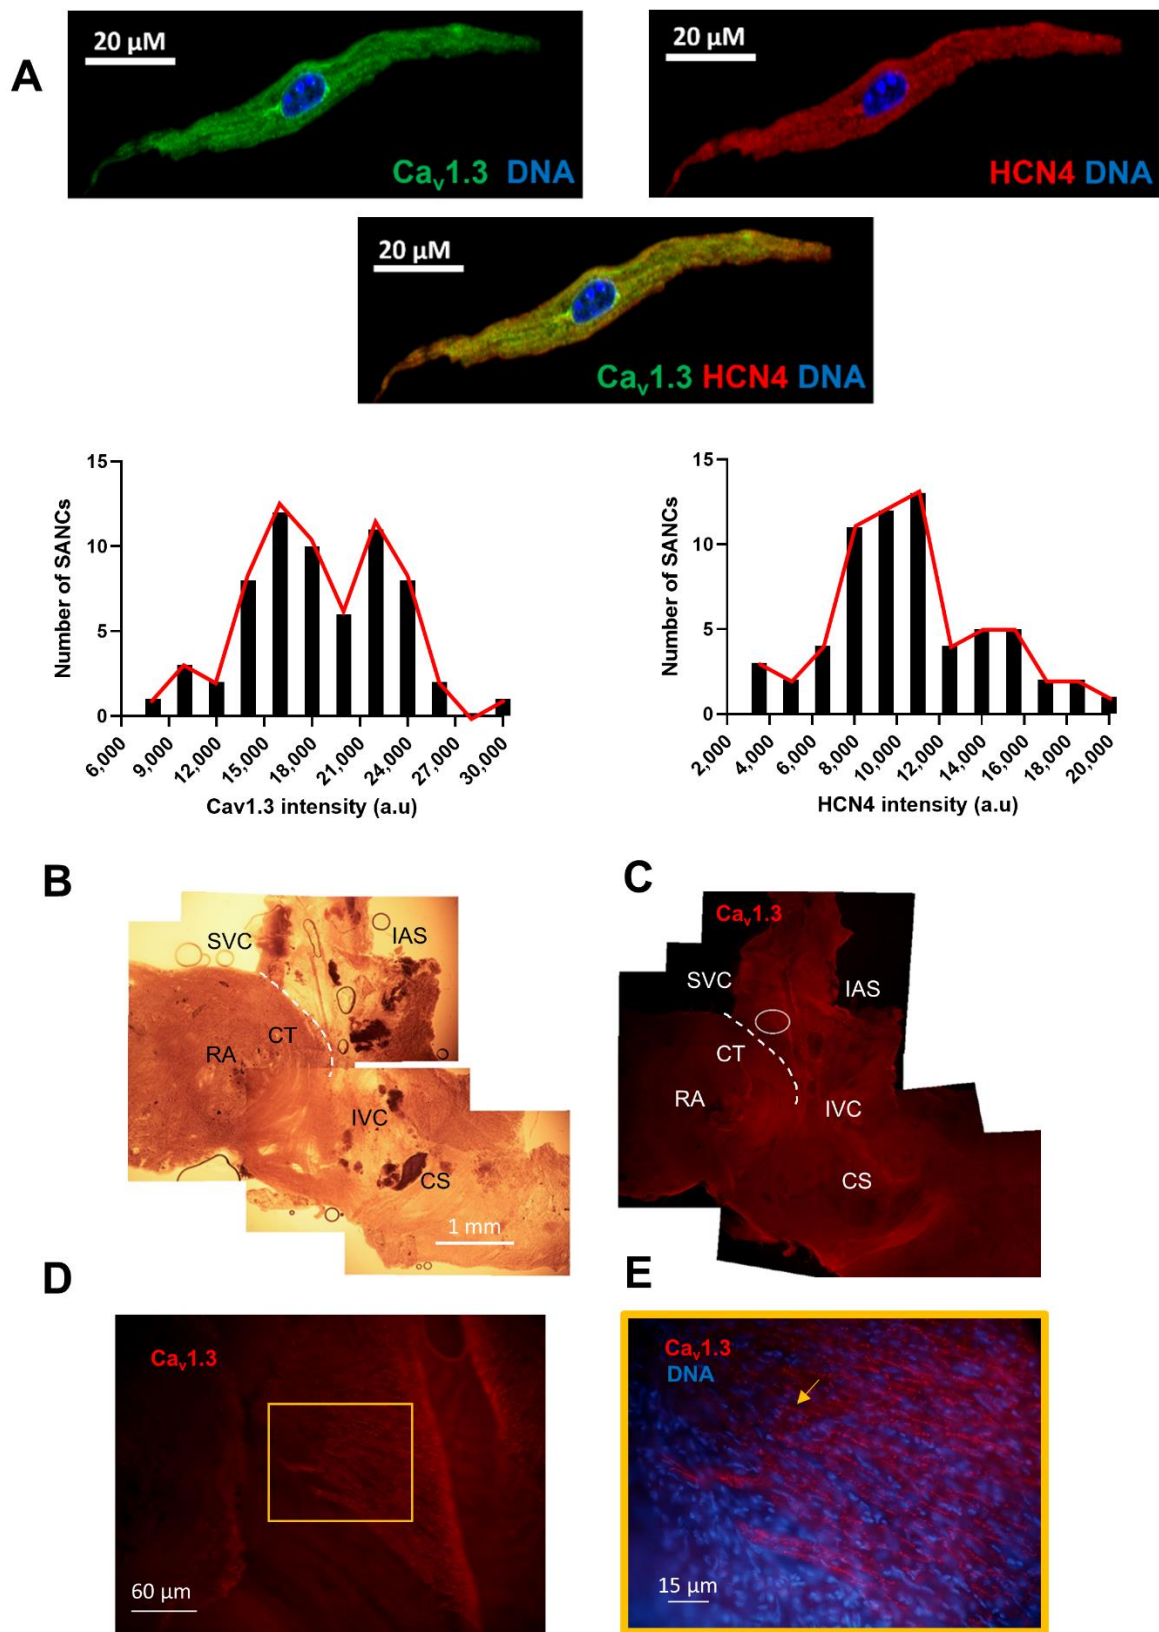 A
20 µM
Caᵥ1.3 DNA
20 µM
HCN4 DNA
20 µM
Caᵥ1.3 HCN4 DNA
15
10
5
0
Number of SANCs
6,000
9,000
12,000
15,000
18,000
21,000
24,000
27,000
30,000
Cav1.3 intensity (a.u)
15
10
5
0
Number of SANCs
2,000
4,000
6,000
8,000
10,000
12,000
14,000
16,000
18,000
20,000
HCN4 intensity (a.u)
B
SVC
IAS
CT
RA
IVC
CS
1 mm
C
Caᵥ1.3
SVC
IAS
CT
RA
IVC
CS
D
Caᵥ1.3
60 µm
E
Caᵥ1.3
DNA
15 µm